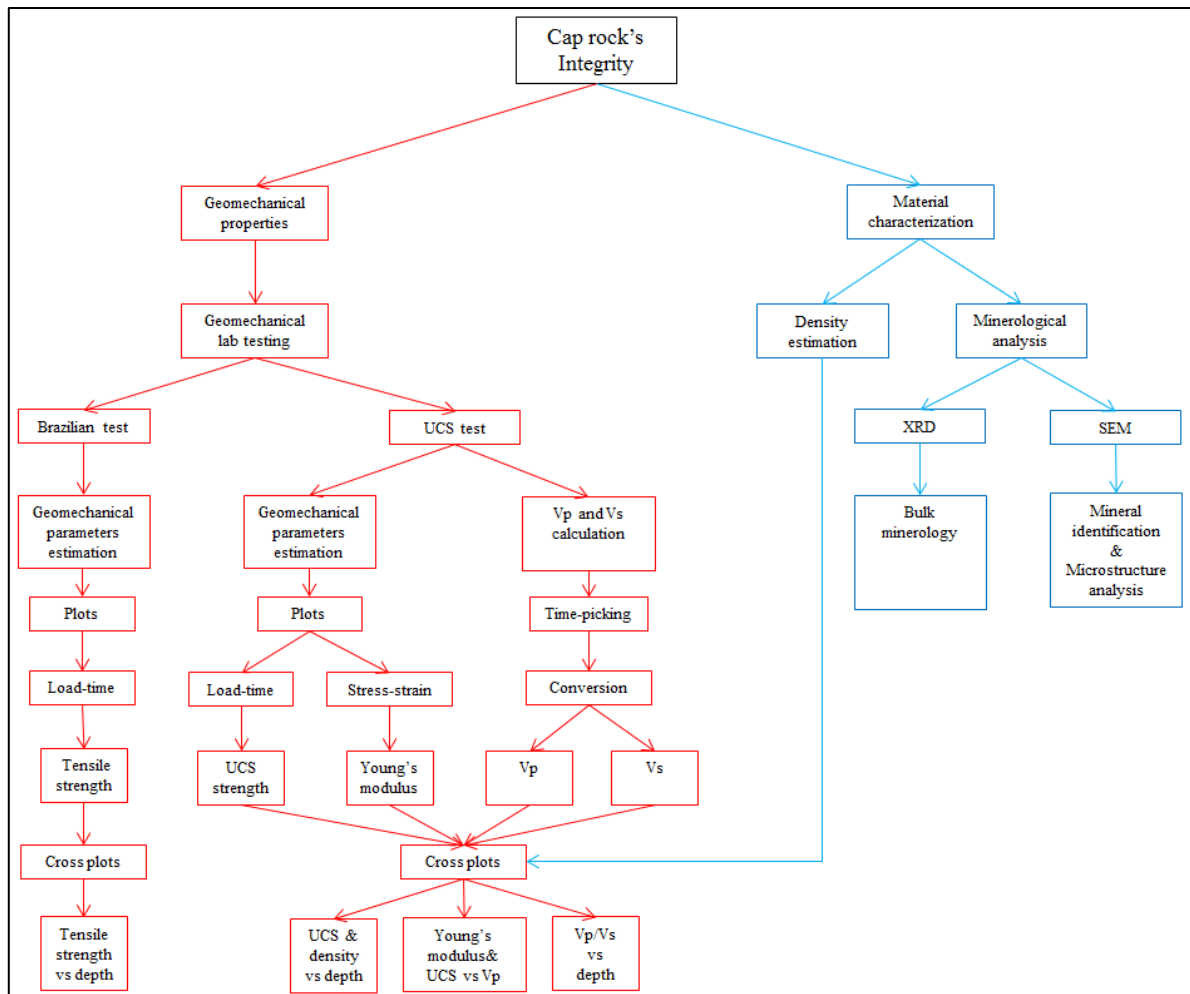 Cap rock's
Integrity
Geomechanical
properties
Material
characterization
Geomechanical
lab testing
Density
estimation
Minerological
analysis
Brazilian test
UCS test
XRD
SEM
Geomechanical
parameters
estimation
Geomechanical
parameters
estimation
Vp and Vs
calculation
Bulk
minerology
Mineral
identification
&
Microstructure
analysis
Plots
Plots
Time-picking
Load-time
Load-time
Stress-strain
Conversion
Tensile
strength
UCS
strength
Young's
modulus
Vp
Vs
Cross plots
Cross plots
Tensile
strength
vs depth
UCS &
density
vs depth
Young's
modulus&
UCS vs Vp
Vp/Vs
vs
depth